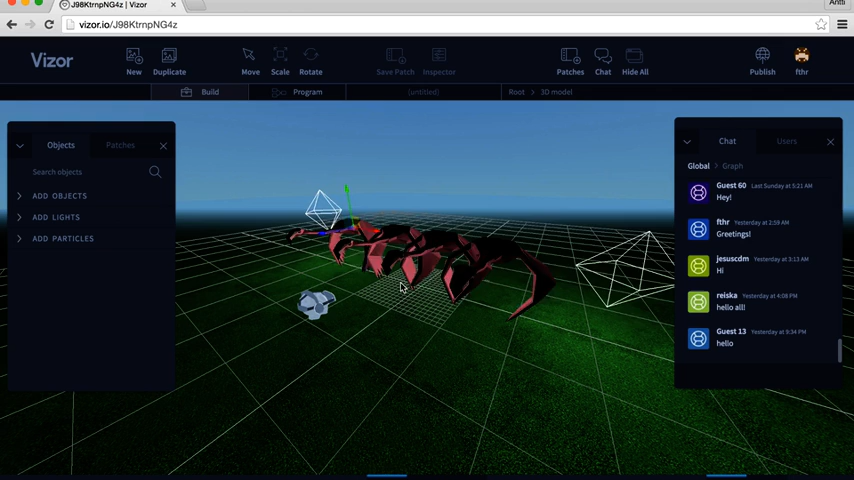 J98KtrnpNG4z | Vizor
Antti
vizor.io/J98KtrnpNG4z
Vizor
New
Duplicate
Move
Scale
Rotate
Save Patch
Inspector
Patches
Chat
Hide All
Publish
fthr
Build
Program
(untitled)
Root > 3D model
Objects
Patches
Search objects
ADD OBJECTS
ADD LIGHTS
ADD PARTICLES
Chat
Users
Global > Graph
Guest 60 Last Sunday at 5:21 AM
Hey!
fthr Yesterday at 2:59 AM
Greetings!
jesuscdm Yesterday at 5:13 AM
Hi
reiska Yesterday at 4:08 PM
hello all!
Guest 13 Yesterday at 9:34 PM
hello